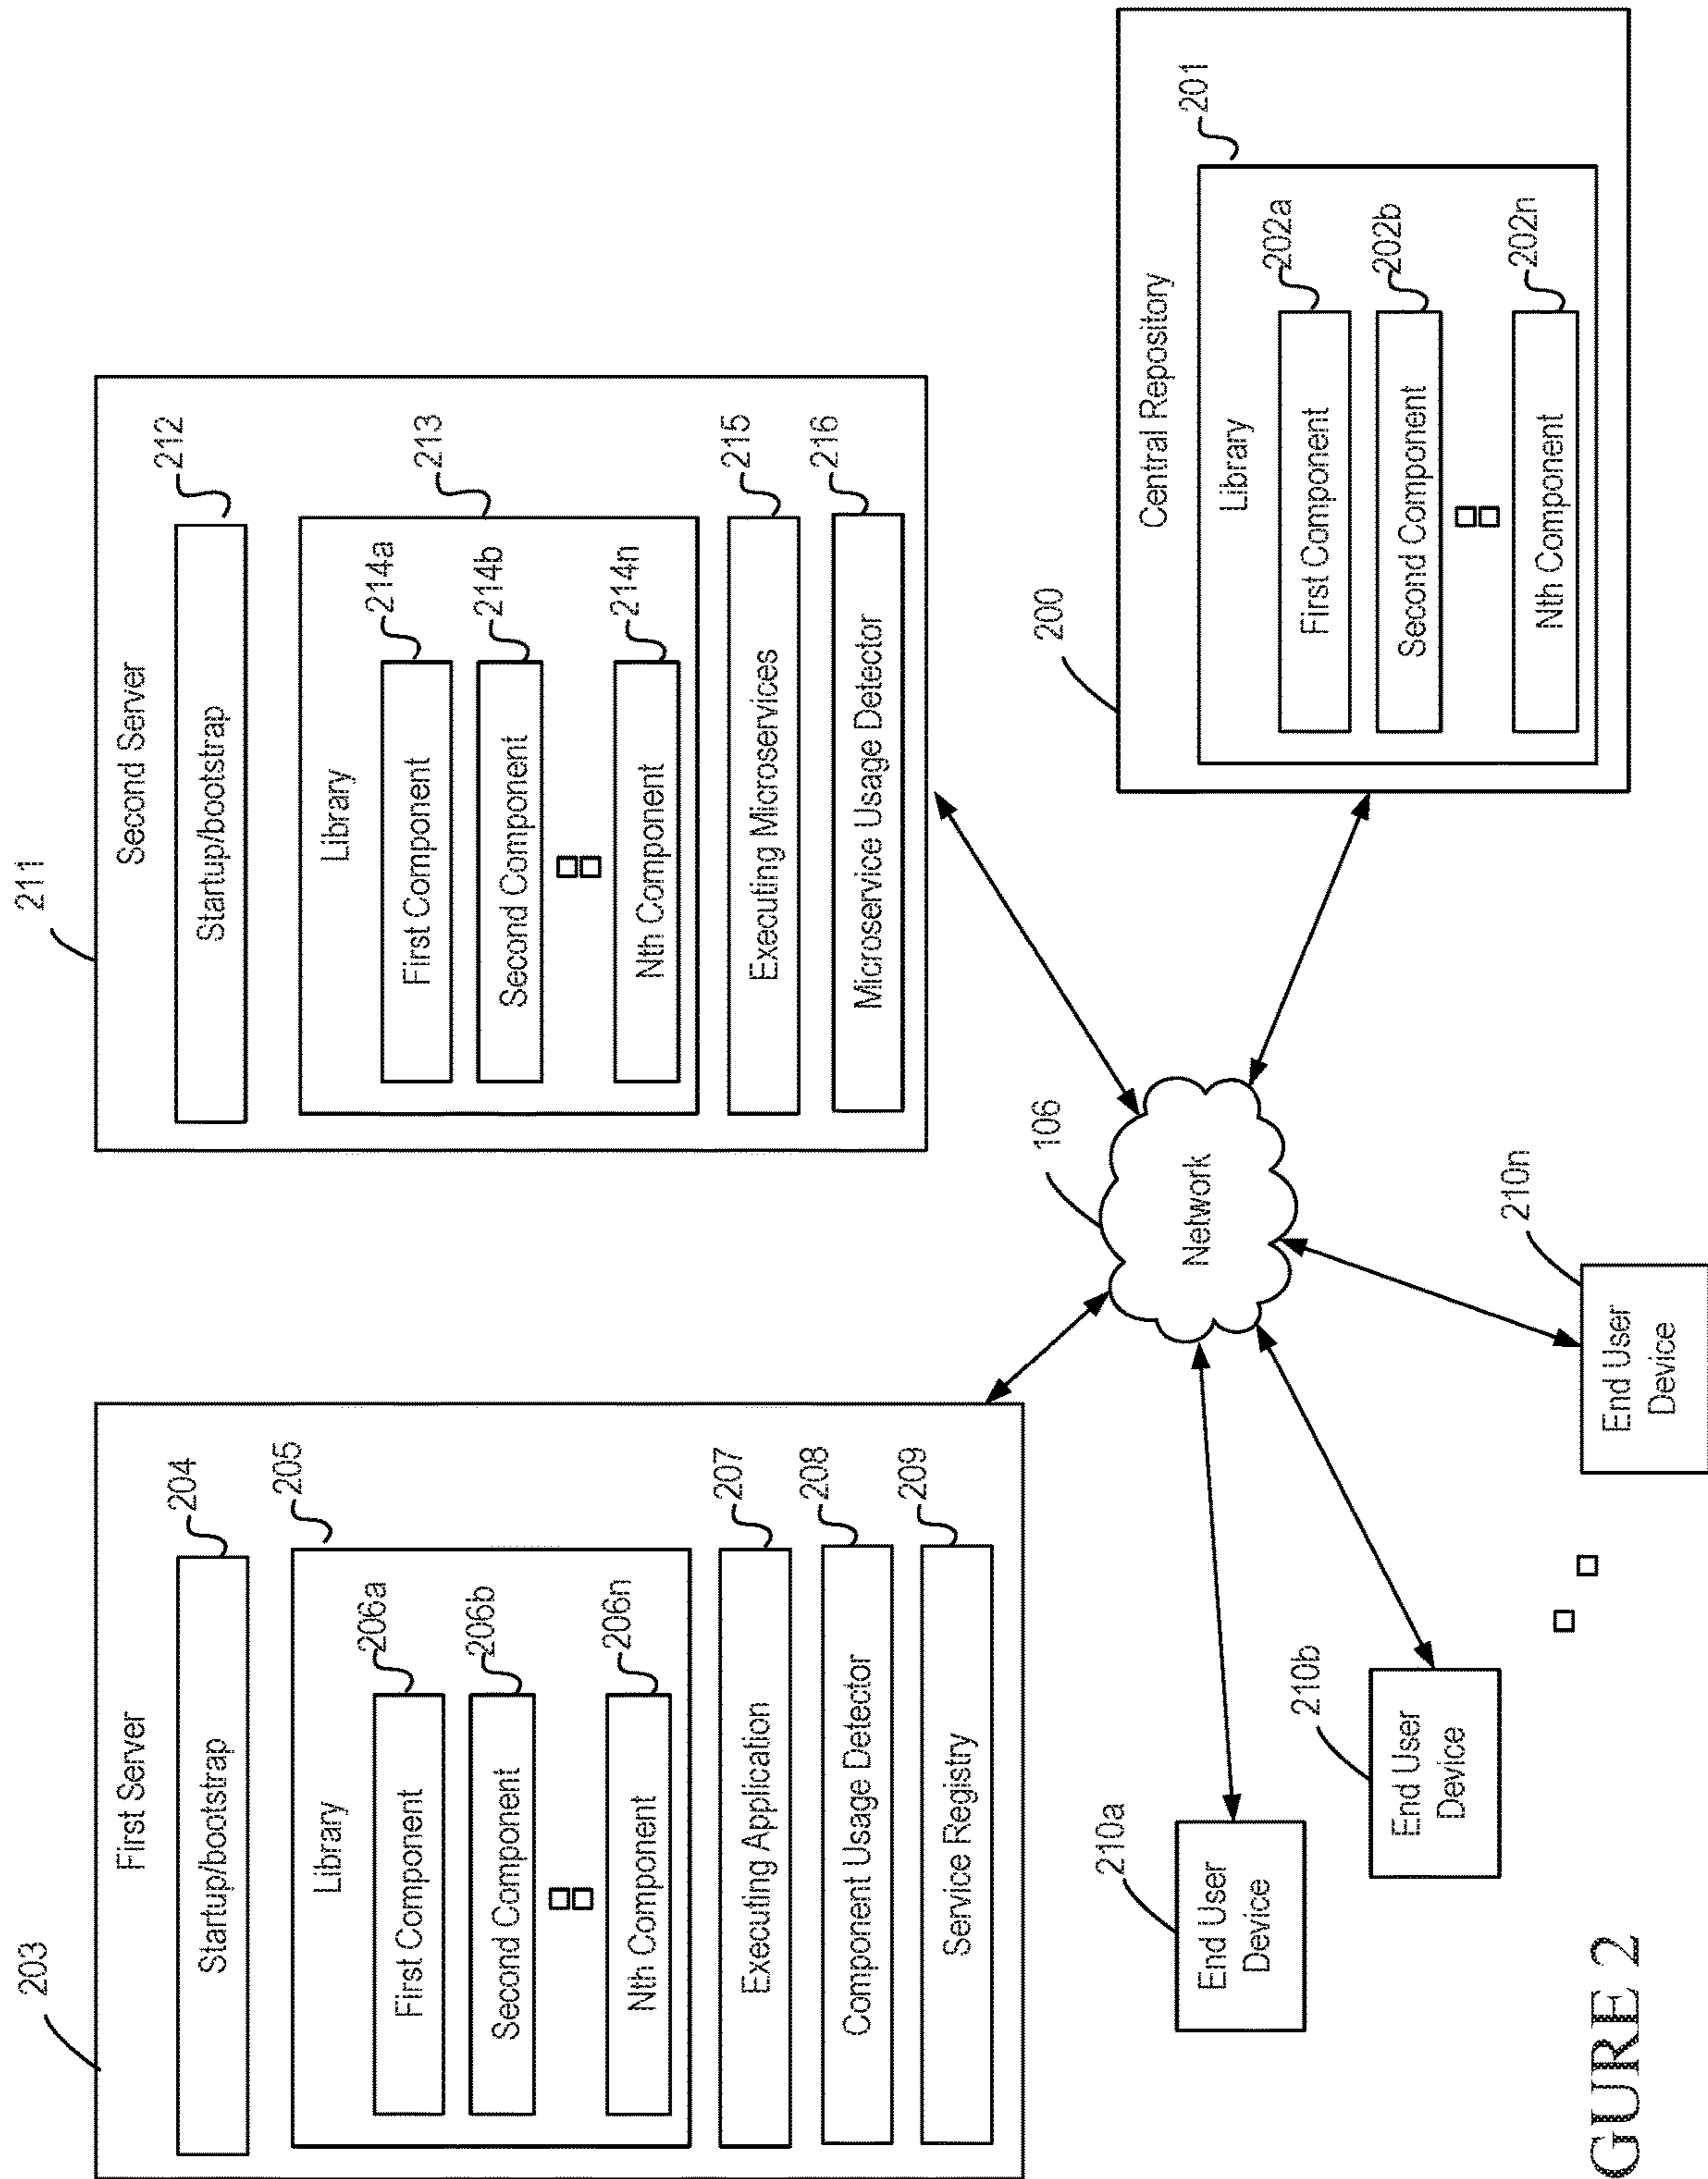 203
First Server
Startup/bootstrap
204
Library
205
First Component
206a
Second Component
206b
Nth Component
206n
Executing Application
207
Component Usage Detector
208
Service Registry
209
211
Second Server
Startup/bootstrap
212
Library
213
First Component
214a
Second Component
214b
Nth Component
214n
Executing Microservices
215
Microservice Usage Detector
216
106
Network
200
Central Repository
Library
201
First Component
202a
Second Component
202b
Nth Component
202n
210a
End User
Device
210b
End User
Device
210n
End User
Device
GURE 2